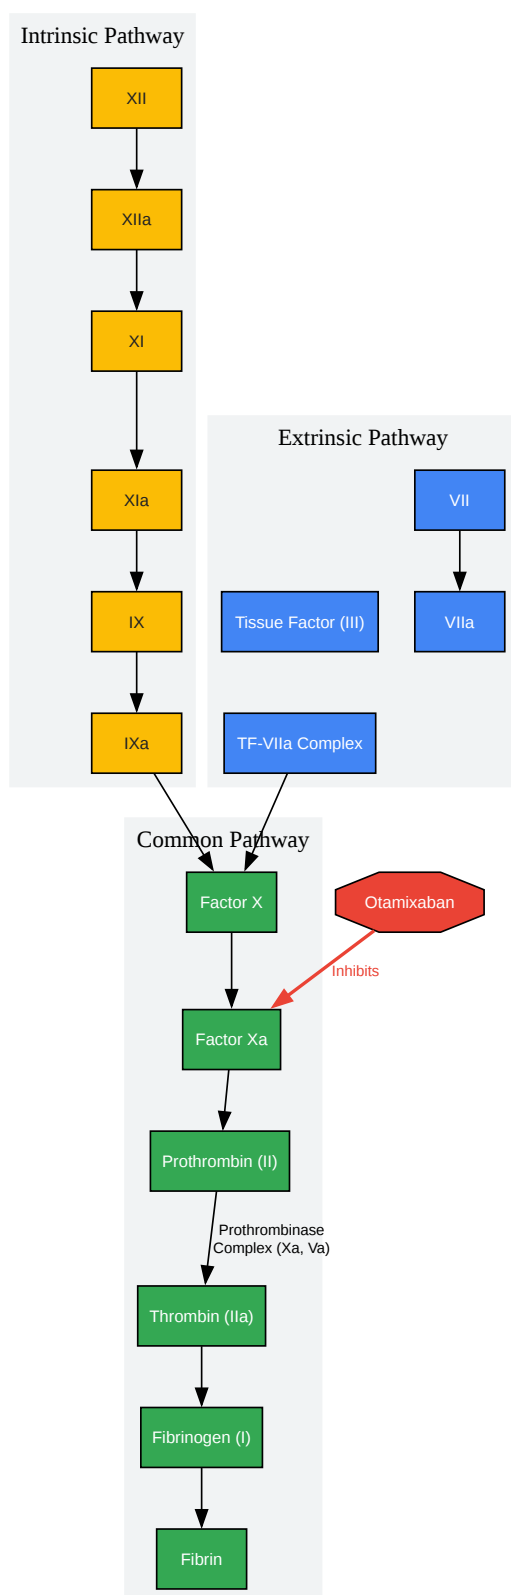 Intrinsic Pathway
XII
XIIa
XI
XIa
IX
IXa
Extrinsic Pathway
VII
Tissue Factor (III)
VIIa
TF-VIIa Complex
Common Pathway
Factor X
Otamixaban
Inhibits
Factor Xa
Prothrombin (II)
Prothrombinase
Complex (Xa, Va)
Thrombin (IIa)
Fibrinogen (I)
Fibrin